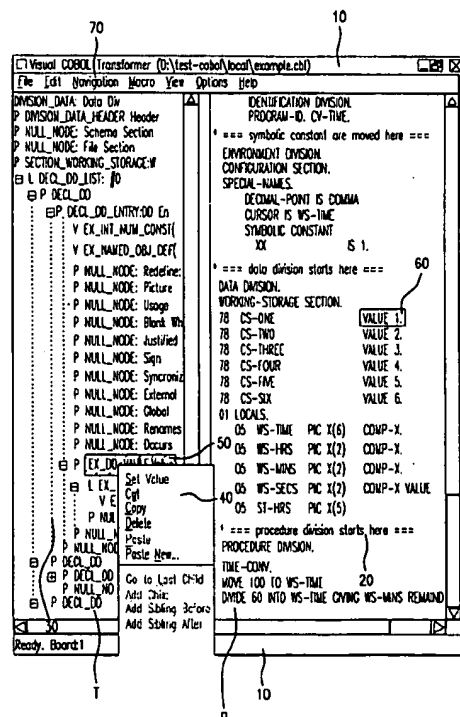 70
10
Visual COBOL Transformer (D:\test-cobol\local\example.cbl)
File Edit Navigation Macro View Options Help
DIVISION_DATA: Data Div
P DIVISION_DATA_HEADER Header
P NULL_NODE: Schema Section
P NULL_NODE: File Section
P SECTION_WORKING_STORAGE:W
L DECL_DD_LIST:
P DECL_DD
P DECL_DD_ENTRY:DD En
V EX_INT_NUM_CONST(
V EX_NAMED_OBJ_DEF(
P NULL_NODE: Redefine:
P NULL_NODE: Picture
P NULL_NODE: Usage
P NULL_NODE: Blank Wh
P NULL_NODE: Justified
P NULL_NODE: Sign
P NULL_NODE: Syncroniz
P NULL_NODE: External
P NULL_NODE: Global
P NULL_NODE: Renames
P NULL_NODE: Occurs
P EX_DD_VALUE
L EX_
V E
P NUL
P NULL_N
P NULL_NOD
P DECL_DD
P DECL_DD
P NULL_NO
P DECL_DD
Set Value
Cut
Copy
Delete
Paste
Paste New...
Go to Last Child
Add Child
Add Sibling Before
Add Sibling After
50
40
30
T
Ready. Board:1
IDENTIFICATION DIVISION.
PROGRAM-ID. CV-TIME.
* === symbolic constant are moved here ===
ENVIRONMENT DIVISION.
CONFIGURATION SECTION.
SPECIAL-NAMES.
DECIMAL-POINT IS COMMA
CURSOR IS WS-TIME
SYMBOLIC CONSTANT
XX IS 1.
* === data division starts here ===
60
DATA DIVISION.
WORKING-STORAGE SECTION.
78 CS-ONE VALUE 1.
78 CS-TWO VALUE 2.
78 CS-THREE VALUE 3.
78 CS-FOUR VALUE 4.
78 CS-FIVE VALUE 5.
78 CS-SIX VALUE 6.
01 LOCALS.
05 WS-TIME PIC X(6) COMP-X.
05 WS-HRS PIC X(2) COMP-X.
05 WS-MINS PIC X(2) COMP-X.
05 WS-SECS PIC X(2) COMP-X VALUE
05 ST-HRS PIC X(5)
* === procedure division starts here ===
PROCEDURE DIVISION.
20
TIME-CONV.
MOVE 100 TO WS-TIME
DIVIDE 60 INTO WS-TIME GIVING WS-MINS REMAIND
10